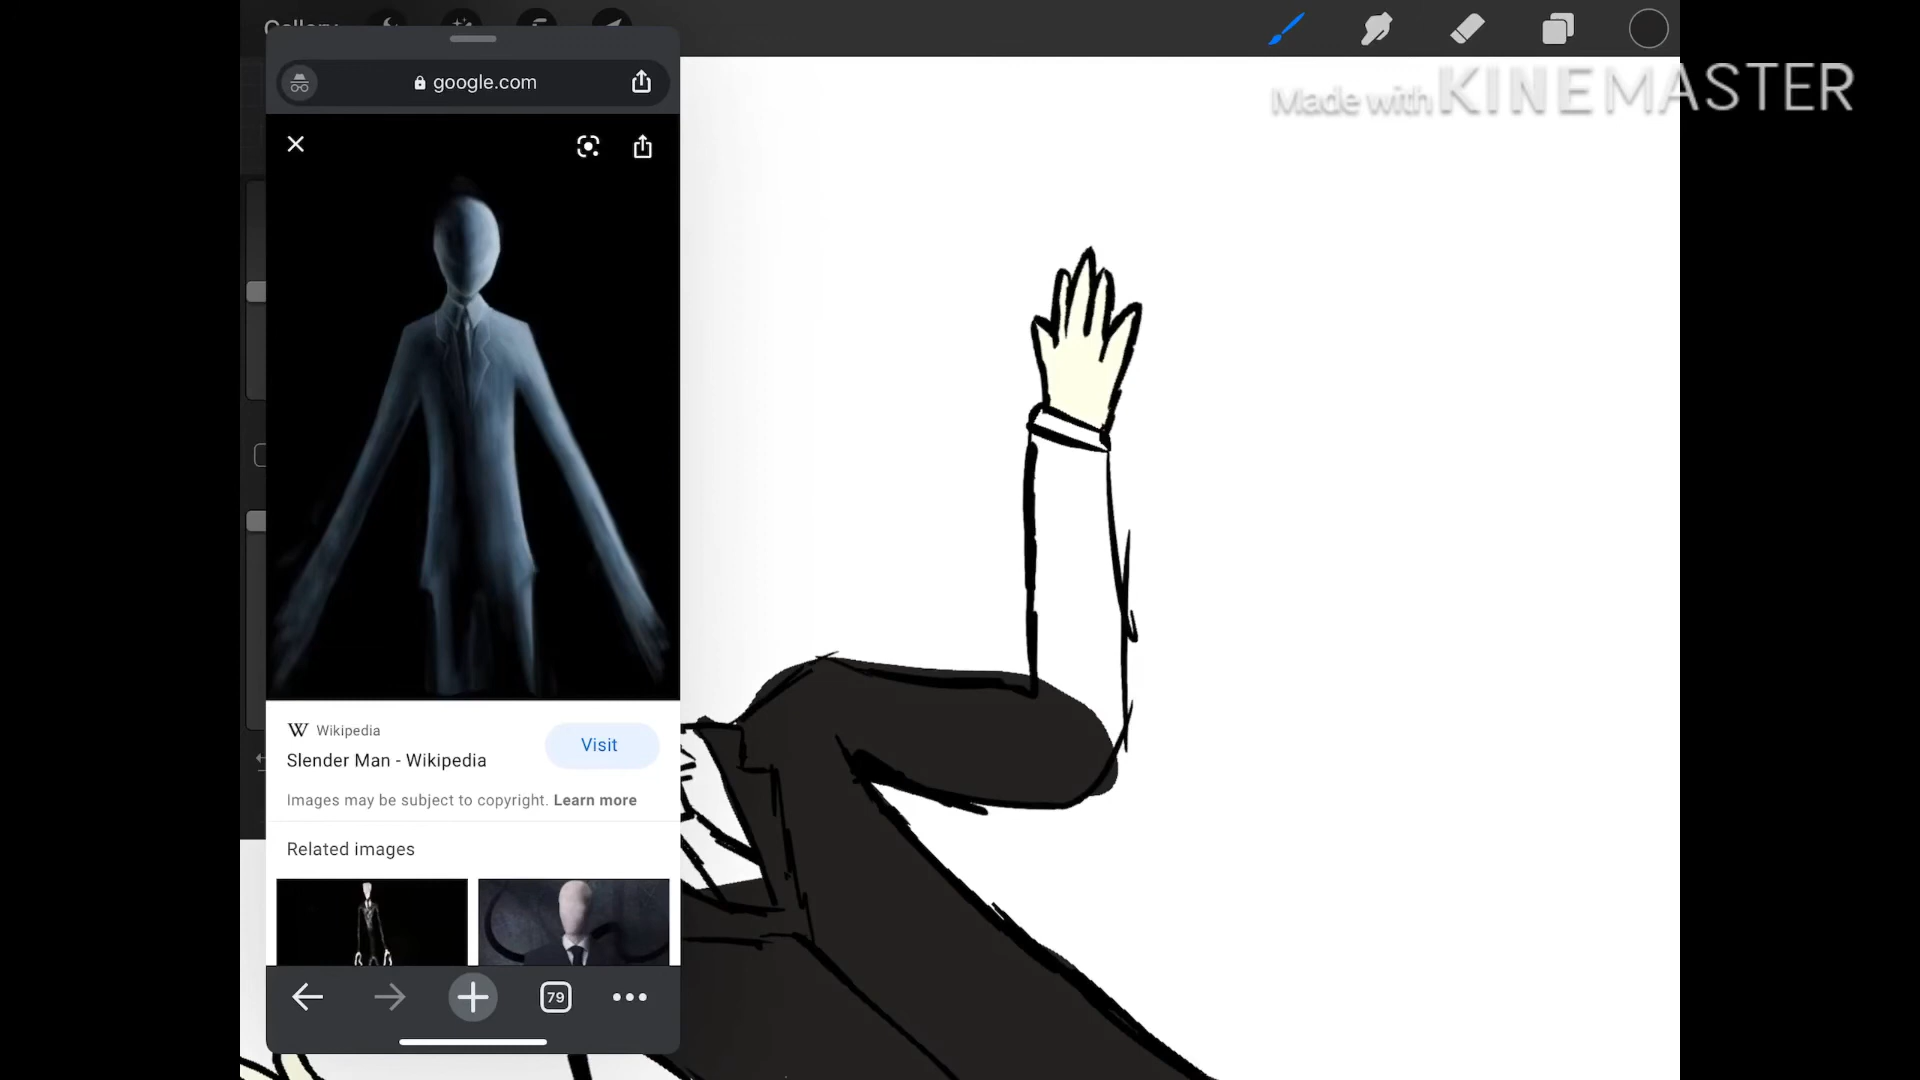 Gallery
google.com
Made with KINEMASTER
W Wikipedia
Visit
Slender Man - Wikipedia
Images may be subject to copyright. Learn more
Related images
79